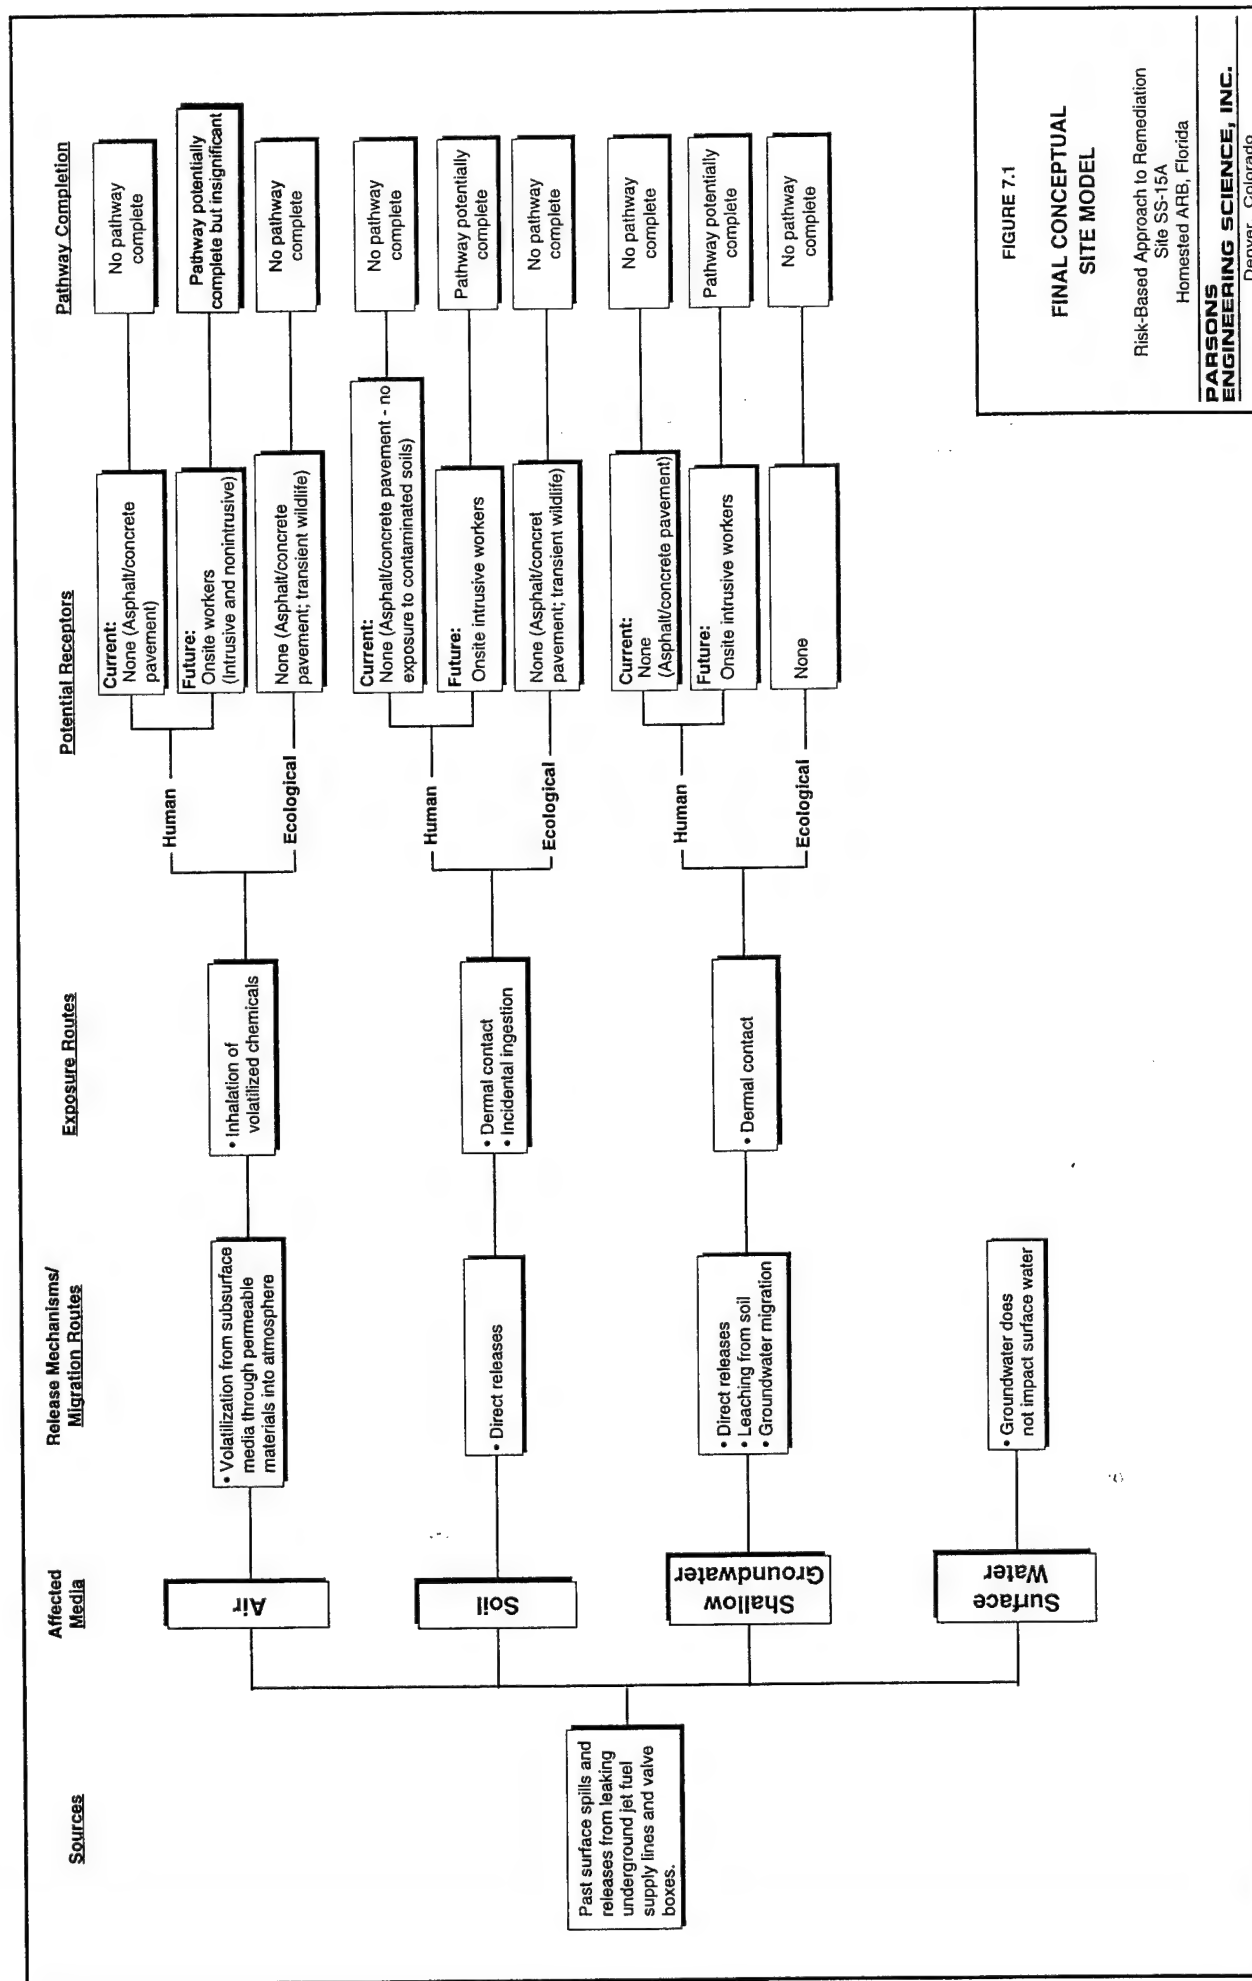 Sources
Affected
Media
Release Mechanisms/
Migration Routes
Exposure Routes
Potential Receptors
Pathway Completion
Past surface spills and
releases from leaking
underground jet fuel
supply lines and valve
boxes.
Air
• Volatilization from subsurface
media through permeable
materials into atmosphere
• Inhalation of
volatilized chemicals
Human
Current:
None (Asphalt/concrete
pavement)
No pathway
complete
Future:
Onsite workers
(Intrusive and nonintrusive)
Pathway potentially
complete but insignificant
Ecological
None (Asphalt/concrete
pavement; transient wildlife)
No pathway
complete
Soil
• Direct releases
• Dermal contact
• Incidental ingestion
Human
Current:
None (Asphalt/concrete pavement - no
exposure to contaminated soils)
No pathway
complete
Future:
Onsite intrusive workers
Pathway potentially
complete
Ecological
None (Asphalt/concret
pavement; transient wildlife)
No pathway
complete
Shallow
Groundwater
• Direct releases
• Leaching from soil
• Groundwater migration
• Dermal contact
Human
Current:
None
(Asphalt/concrete pavement)
No pathway
complete
Future:
Onsite intrusive workers
Pathway potentially
complete
Ecological
None
No pathway
complete
Surface
Water
• Groundwater does
not impact surface water
FIGURE 7.1
FINAL CONCEPTUAL
SITE MODEL
Risk-Based Approach to Remediation
Site SS-15A
Homested ARB, Florida
PARSONS
ENGINEERING SCIENCE, INC.
Denver, Colorado